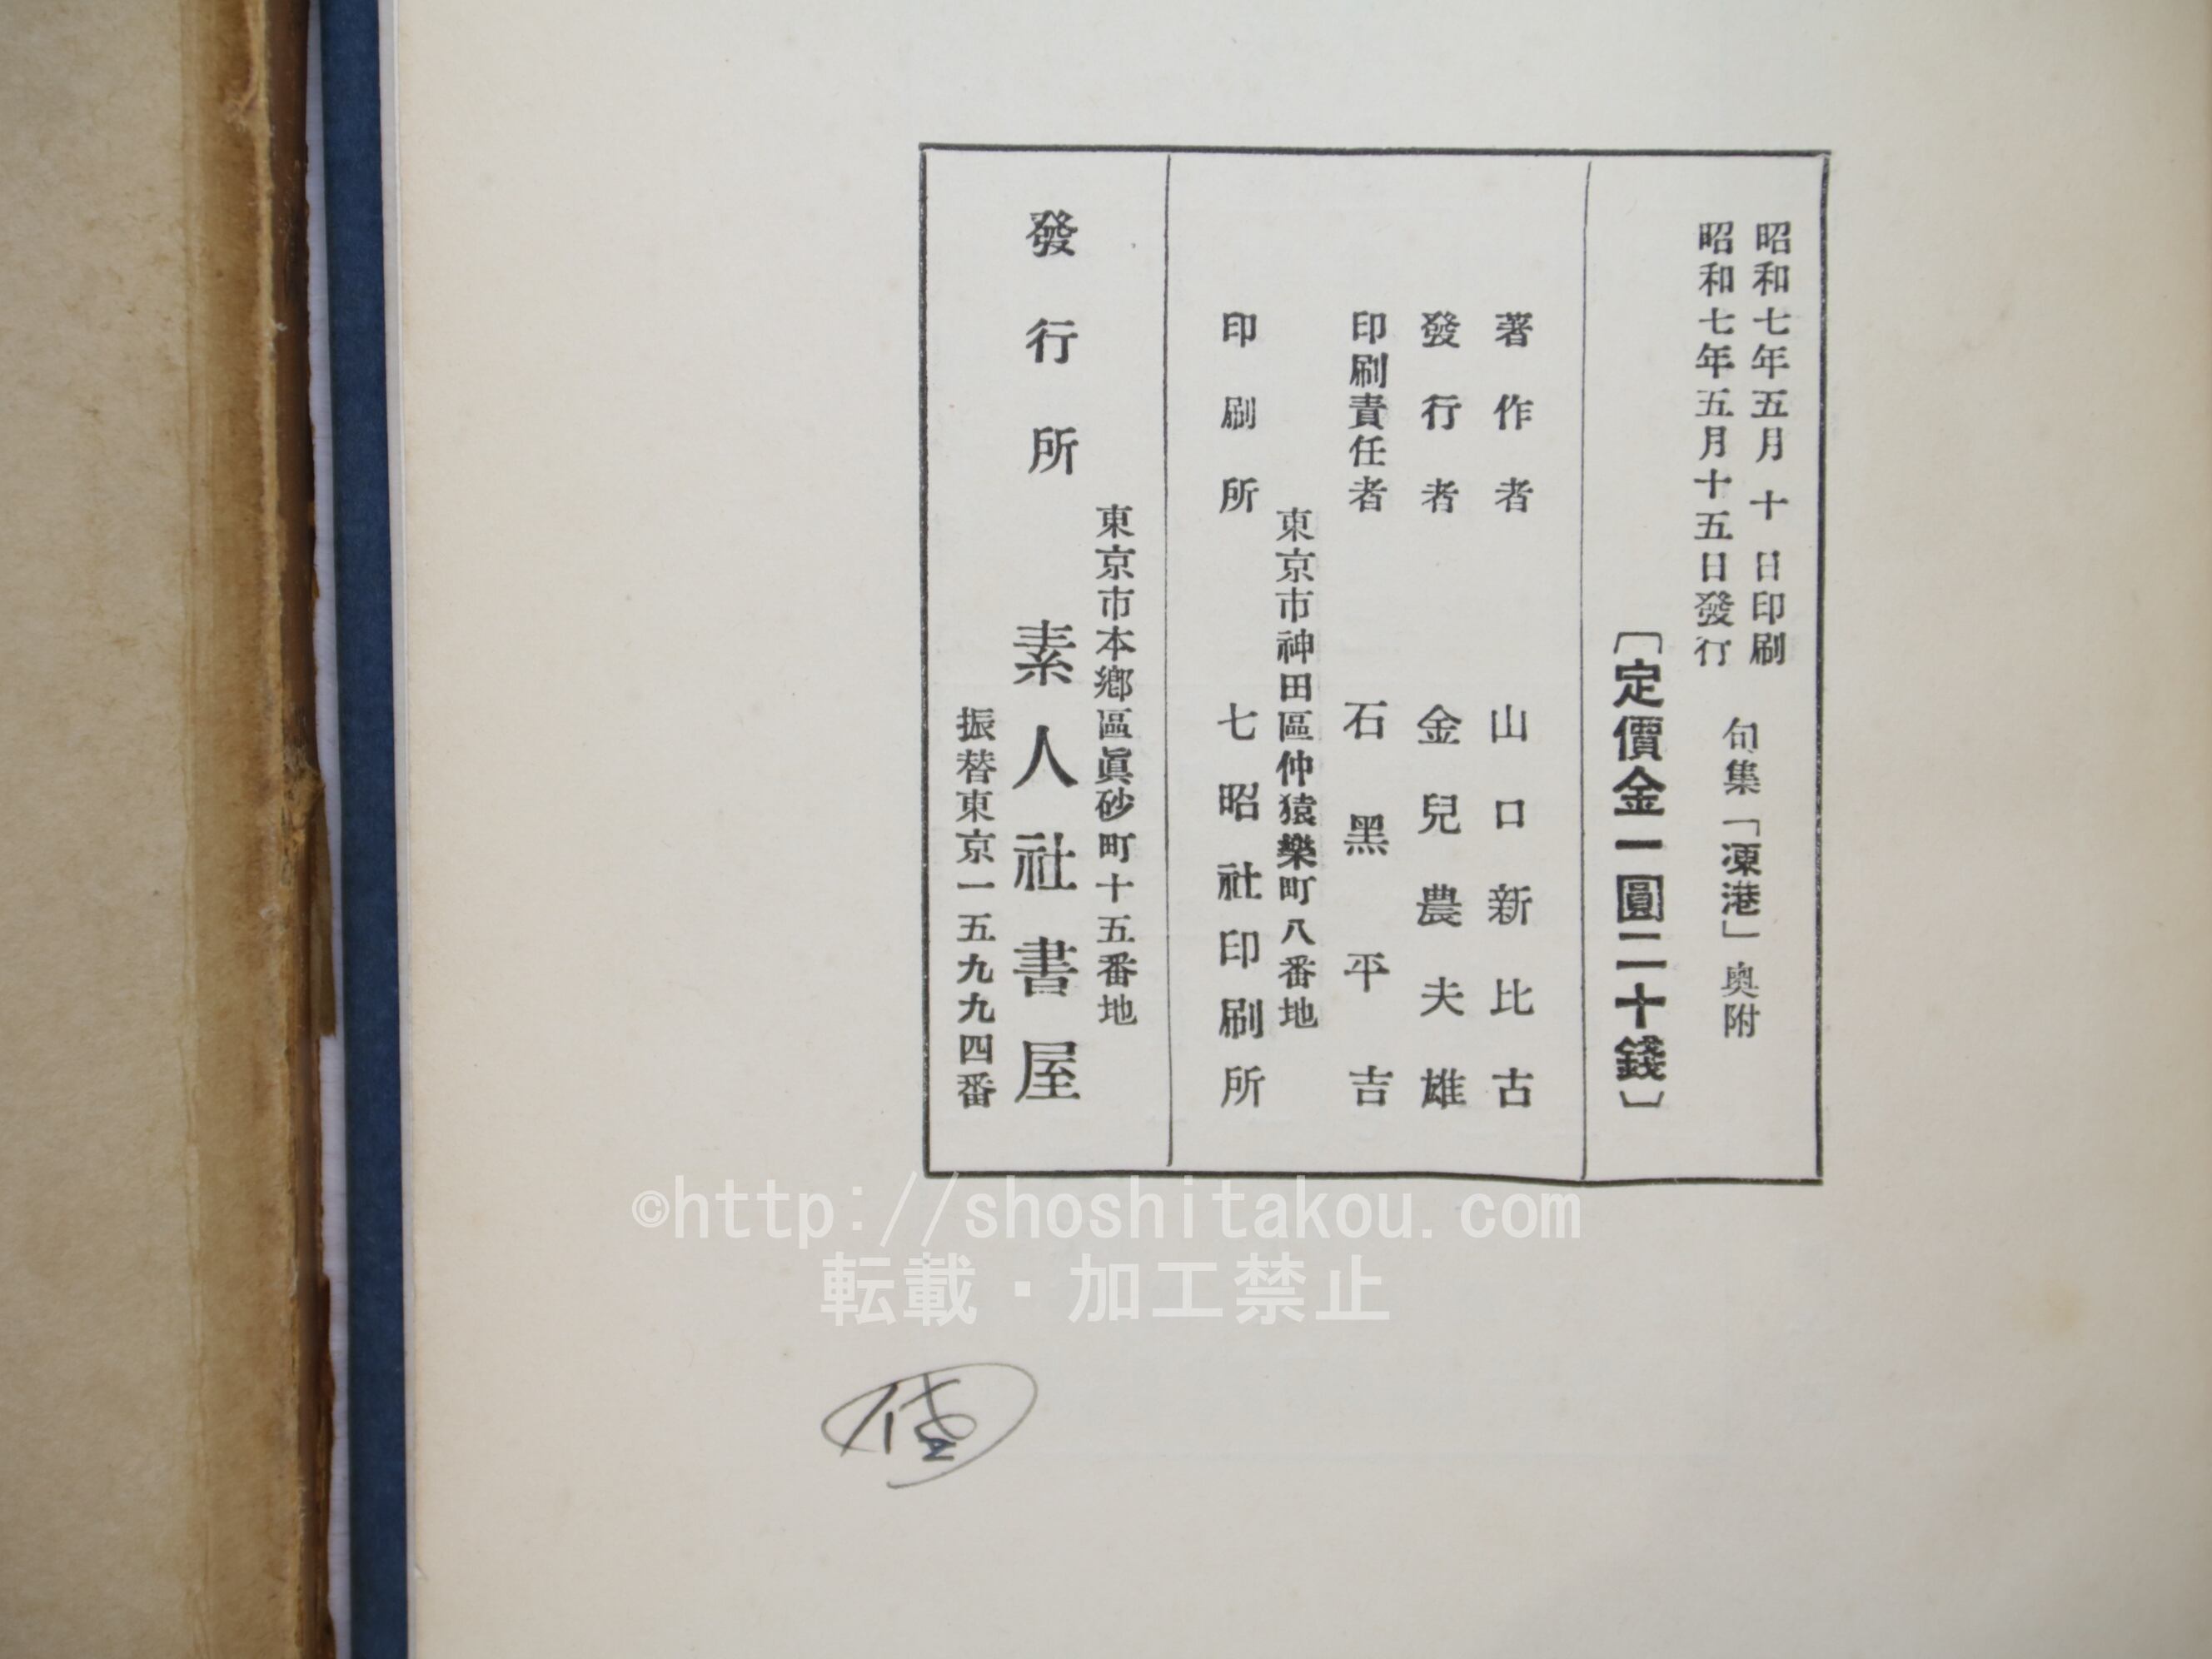 昭和七年五月十日印刷
昭和七年五月十五日發行
句集「凍港」奧附
〔定價金一圓二十錢〕
著作者 山口新比古
發行者 金兒農夫雄
印刷責任者 石黑平吉
東京市神田區仲猿樂町八番地
印刷所 七昭社印刷所
東京市本鄕區眞砂町十五番地
發行所 素人社書屋
振替東京一五九九四番
©http://shoshitakou.com
転載・加工禁止